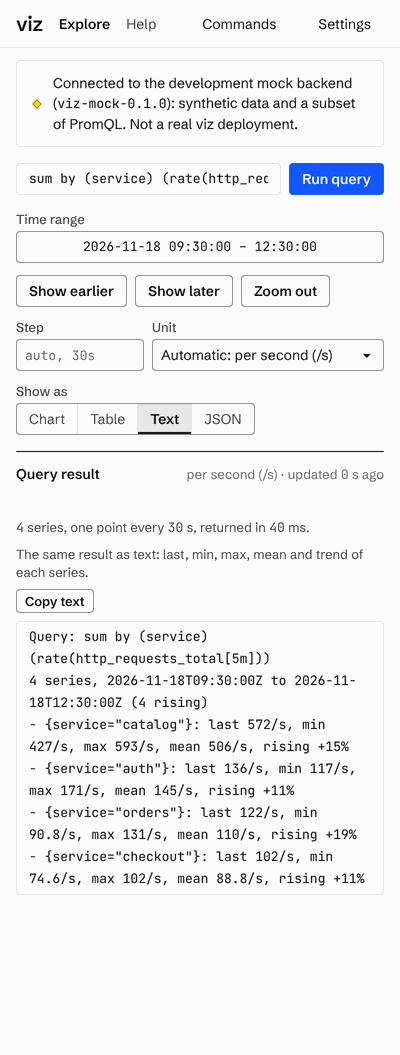 viz Explore Help Commands Settings
Connected to the development mock backend
(viz-mock-0.1.0): synthetic data and a subset
of PromQL. Not a real viz deployment.
sum by (service) (rate(http_rec
Run query
Time range
2026-11-18 09:30:00 – 12:30:00
Show earlier Show later Zoom out
Step Unit
auto, 30s Automatic: per second (/s)
Show as
Chart Table Text JSON
Query result per second (/s) · updated 0 s ago
4 series, one point every 30 s, returned in 40 ms.
The same result as text: last, min, max, mean and trend of
each series.
Copy text
Query: sum by (service)
(rate(http_requests_total[5m]))
4 series, 2026-11-18T09:30:00Z to 2026-11-
18T12:30:00Z (4 rising)
- {service="catalog"}: last 572/s, min
427/s, max 593/s, mean 506/s, rising +15%
- {service="auth"}: last 136/s, min 117/s,
max 171/s, mean 145/s, rising +11%
- {service="orders"}: last 122/s, min
90.8/s, max 131/s, mean 110/s, rising +19%
- {service="checkout"}: last 102/s, min
74.6/s, max 102/s, mean 88.8/s, rising +11%